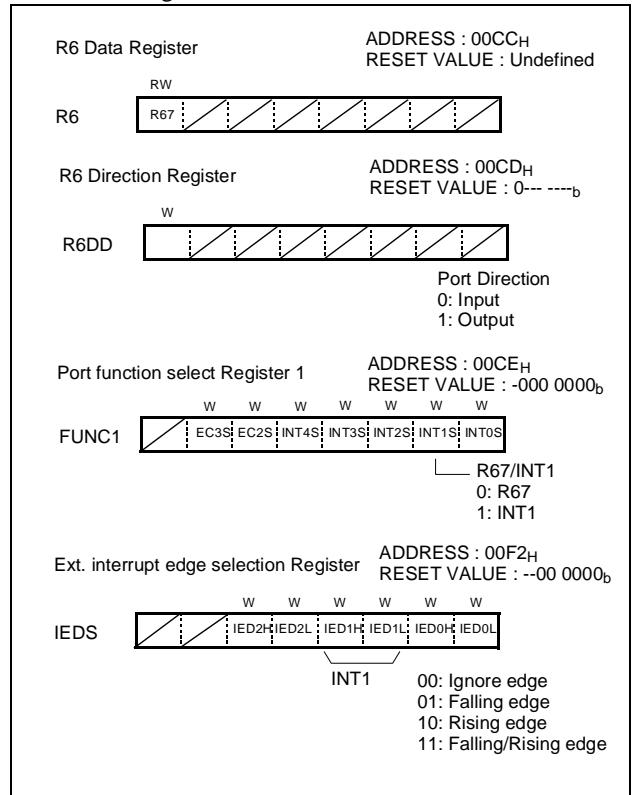 R6 Data Register
ADDRESS : 00CCH
RESET VALUE : Undefined
RW
R6
R67
R6 Direction Register
ADDRESS : 00CDH
RESET VALUE : 0--- ----b
W
R6DD
Port Direction
0: Input
1: Output
Port function select Register 1
ADDRESS : 00CEH
RESET VALUE : -000 0000b
W W W W W W W
FUNC1
EC3S EC2S INT4S INT3S INT2S INT1S INT0S
R67/INT1
0: R67
1: INT1
Ext. interrupt edge selection Register
ADDRESS : 00F2H
RESET VALUE : --00 0000b
W W W W W W
IEDS
IED2H IED2L IED1H IED1L IED0H IED0L
INT1
00: Ignore edge
01: Falling edge
10: Rising edge
11: Falling/Rising edge